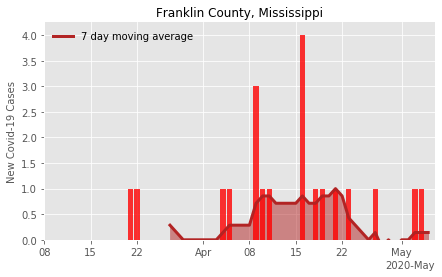 Franklin County, Mississippi
7 day moving average
New Covid-19 Cases
4.0
3.5
3.0
2.5
2.0
1.5
1.0
0.5
0.0
08
15
22
Apr
08
15
22
May
2020-May